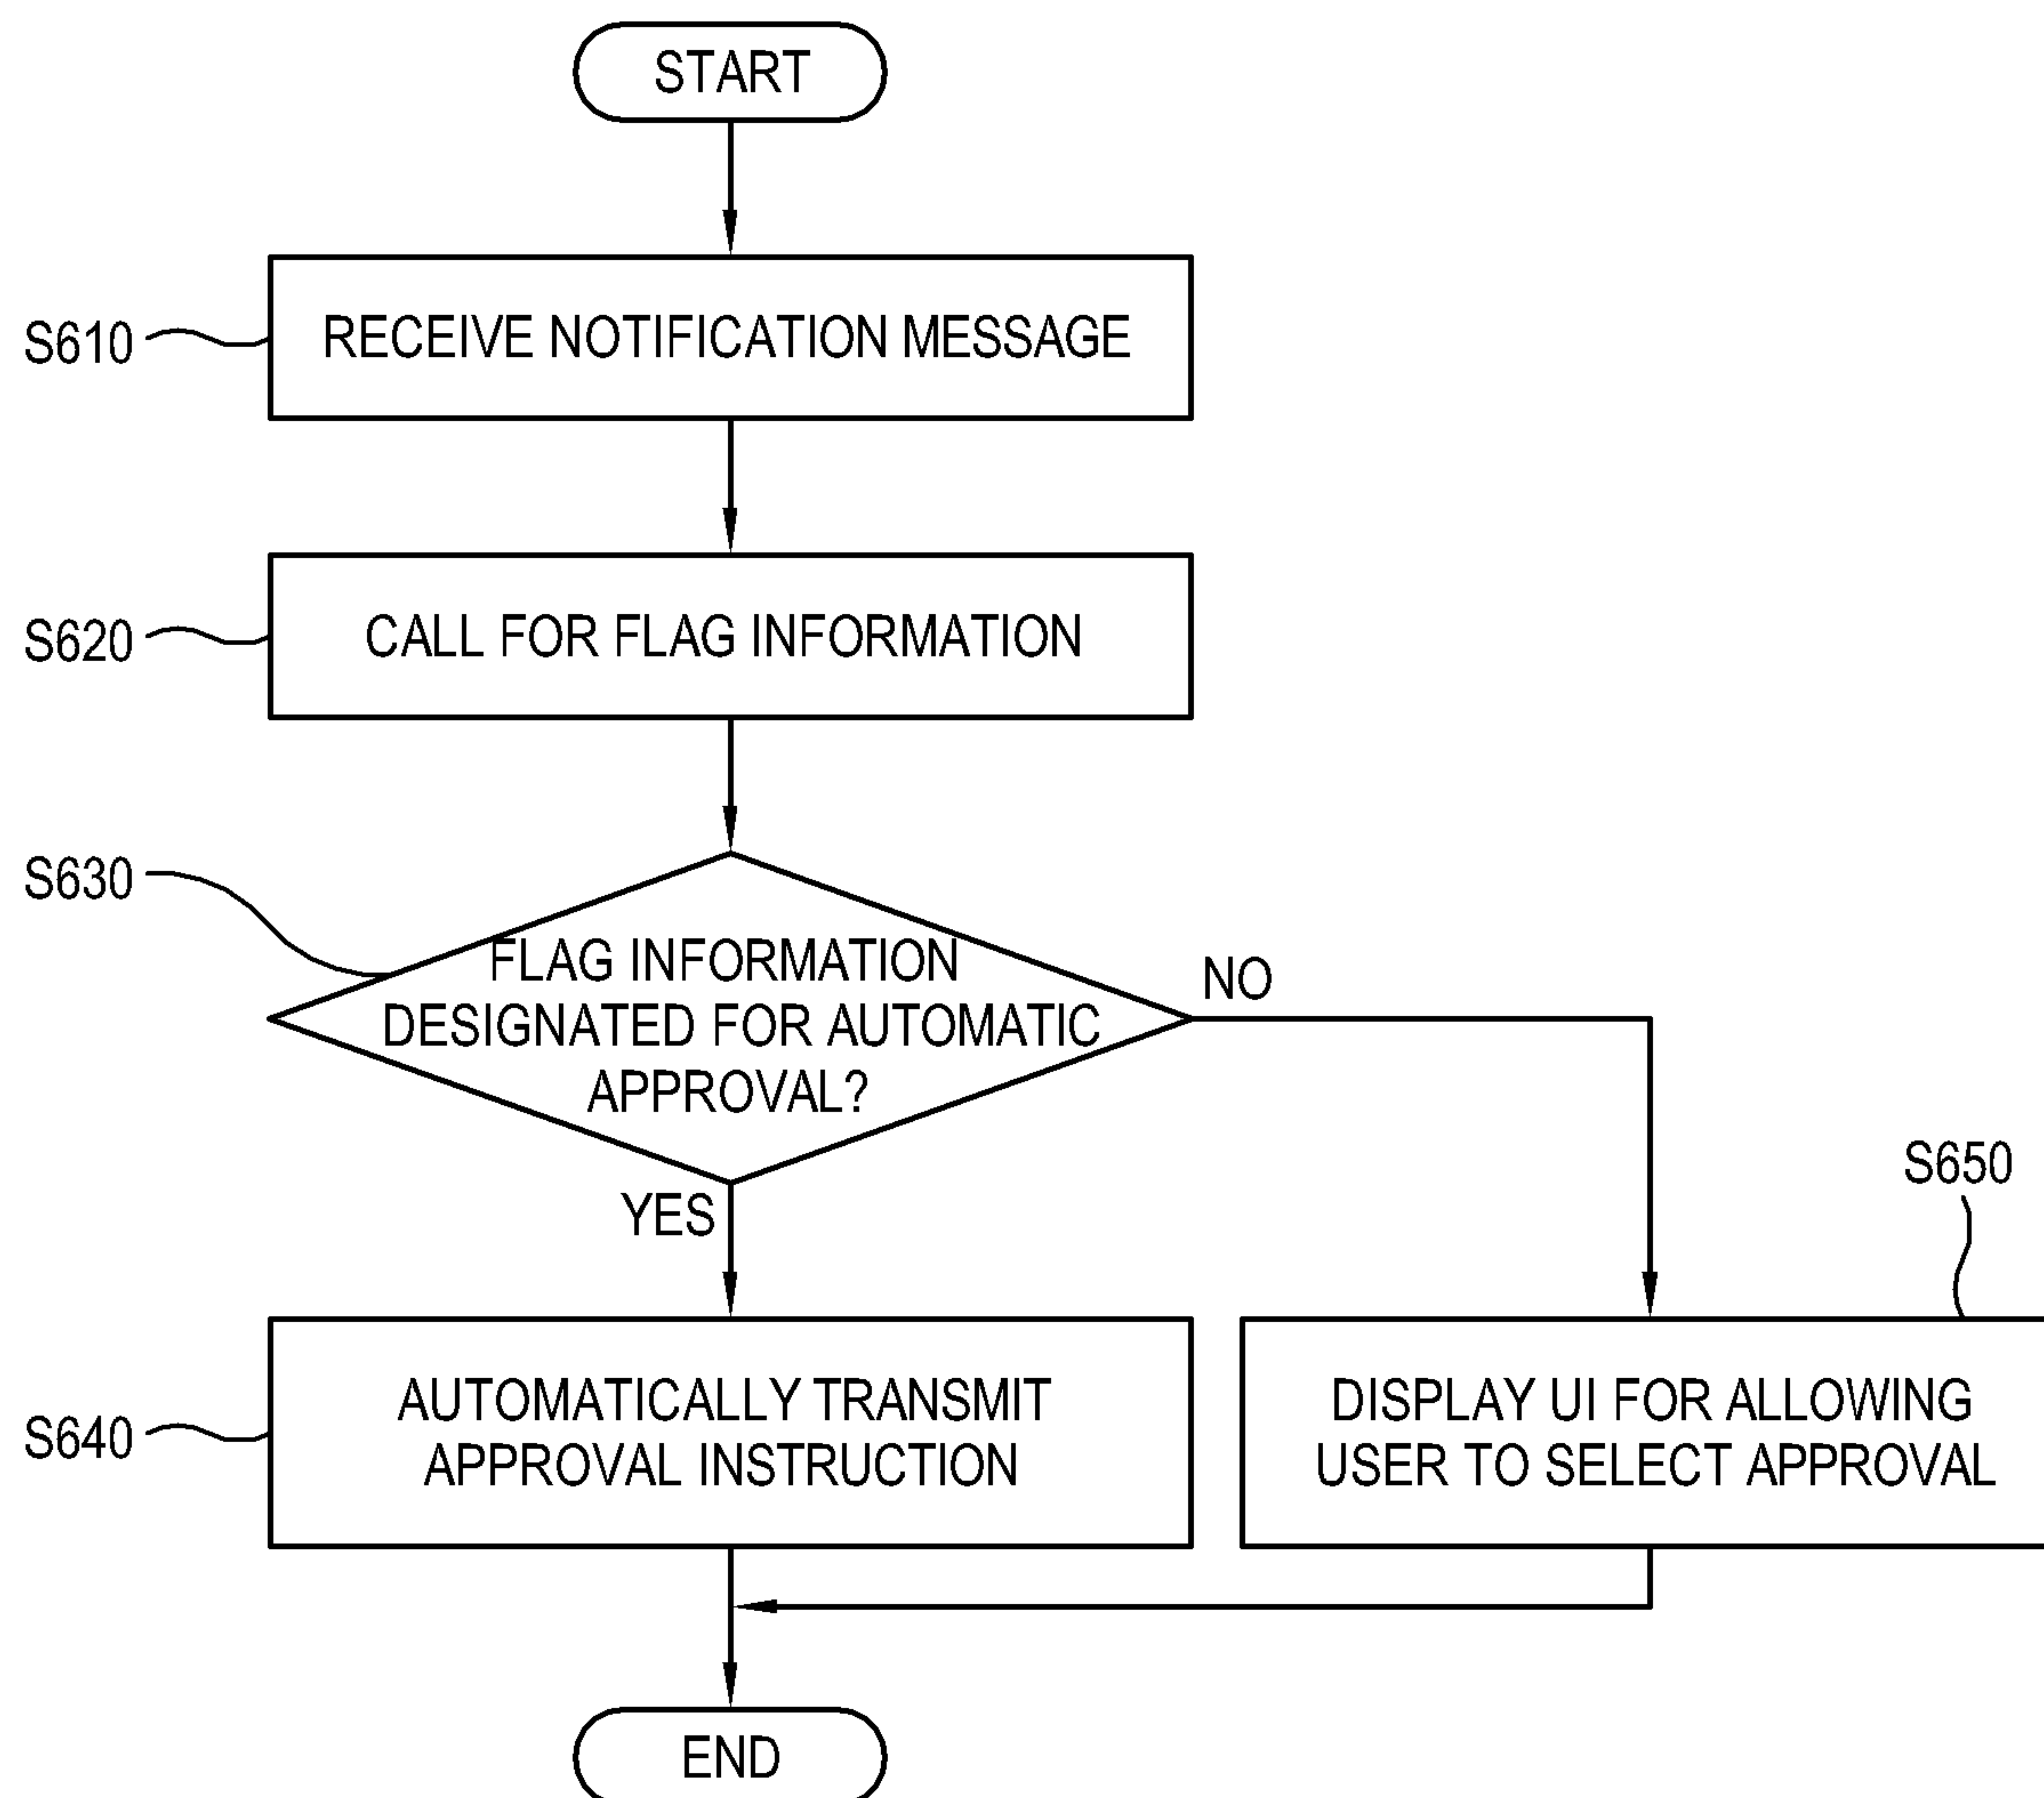 START
S610
RECEIVE NOTIFICATION MESSAGE
S620
CALL FOR FLAG INFORMATION
S630
FLAG INFORMATION
DESIGNATED FOR AUTOMATIC
APPROVAL?
NO
YES
S650
S640
AUTOMATICALLY TRANSMIT
APPROVAL INSTRUCTION
DISPLAY UI FOR ALLOWING
USER TO SELECT APPROVAL
END